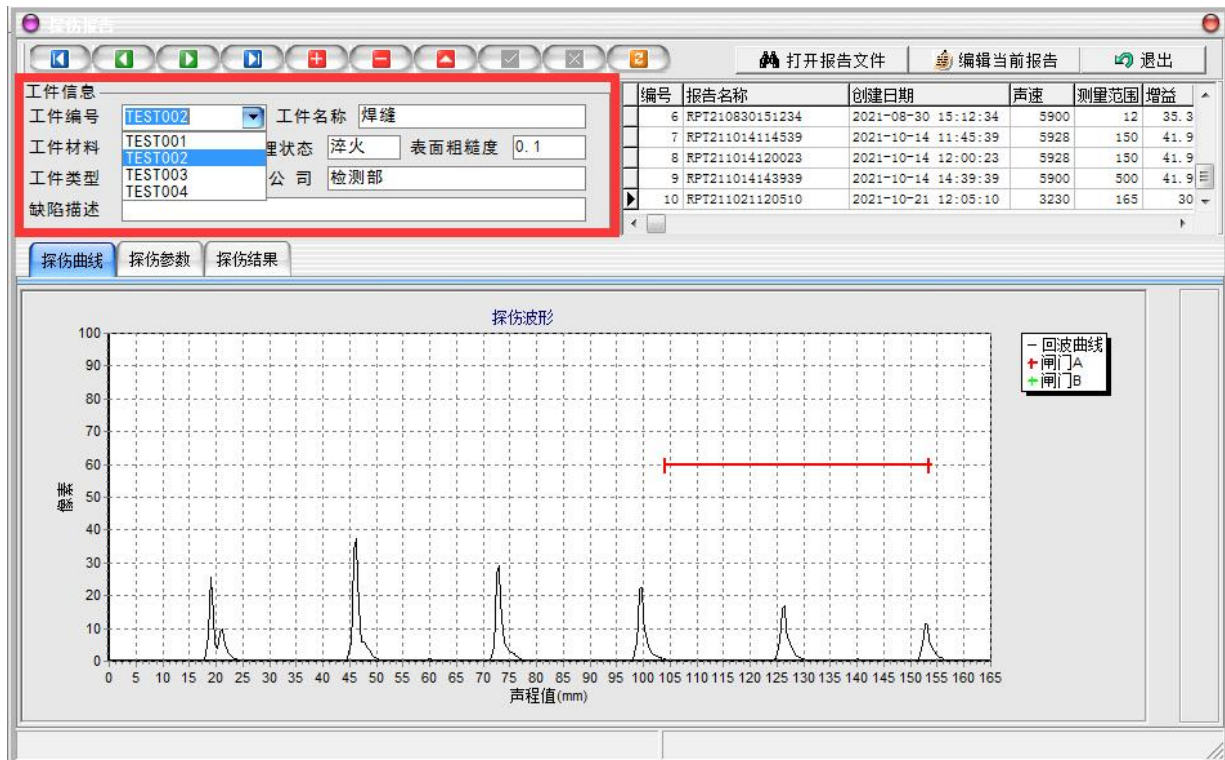 探伤报告
打开报告文件 编辑当前报告 退出
工件信息
工件编号 TEST002 工件名称 焊缝
工件材料 理状态 淬火 表面粗糙度 0.1
TEST001
TEST002
TEST003
TEST004
工件类型 公 司 检测部
缺陷描述
编号 报告名称 创建日期 声速 测量范围 增益
6 RPT210830151234 2021-08-30 15:12:34 5900 12 35.3
7 RPT211014114539 2021-10-14 11:45:39 5928 150 41.9
8 RPT211014120023 2021-10-14 12:00:23 5928 150 41.9
9 RPT211014143939 2021-10-14 14:39:39 5900 500 41.9
10 RPT211021120510 2021-10-21 12:05:10 3230 165 30
探伤曲线 探伤参数 探伤结果
探伤波形
回波曲线
闸门A
闸门B
像素
100
90
80
70
60
50
40
30
20
10
0
0 5 10 15 20 25 30 35 40 45 50 55 60 65 70 75 80 85 90 95 100 105 110 115 120 125 130 135 140 145 150 155 160 165
声程值(mm)